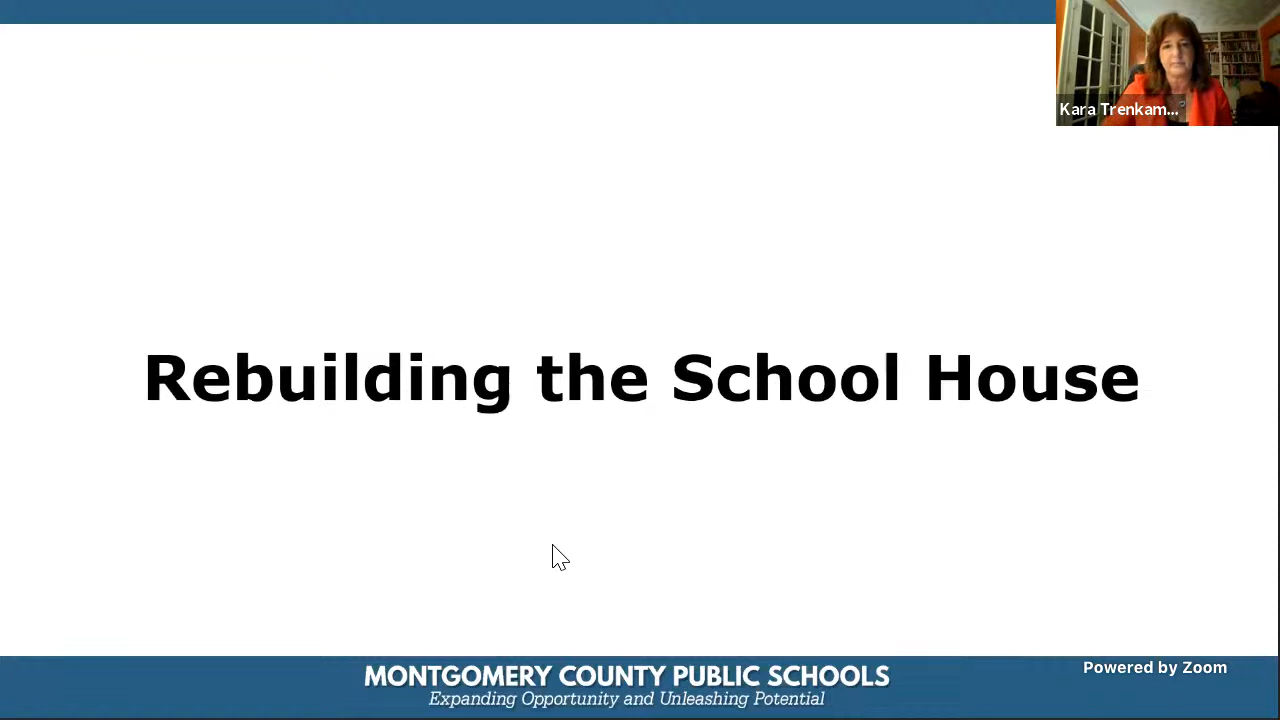 Kara Trenkam...
Rebuilding the School House
MONTGOMERY COUNTY PUBLIC SCHOOLS
Expanding Opportunity and Unleashing Potential
Powered by Zoom